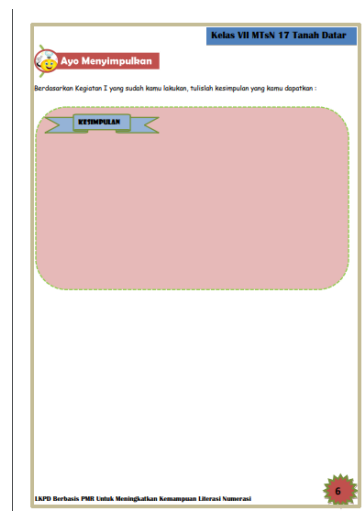 Kelas VII MTsN 17 Tanah Datar
Ayo Menyimpulkan
Berdasarkan Kegiatan I yang sudah kamu lakukan, tulislah kesimpulan yang kamu dapatkan :
KESIMPULAN
LKPD Berbasis PMR Untuk Meningkatkan Kemampuan Literasi Numerasi
6